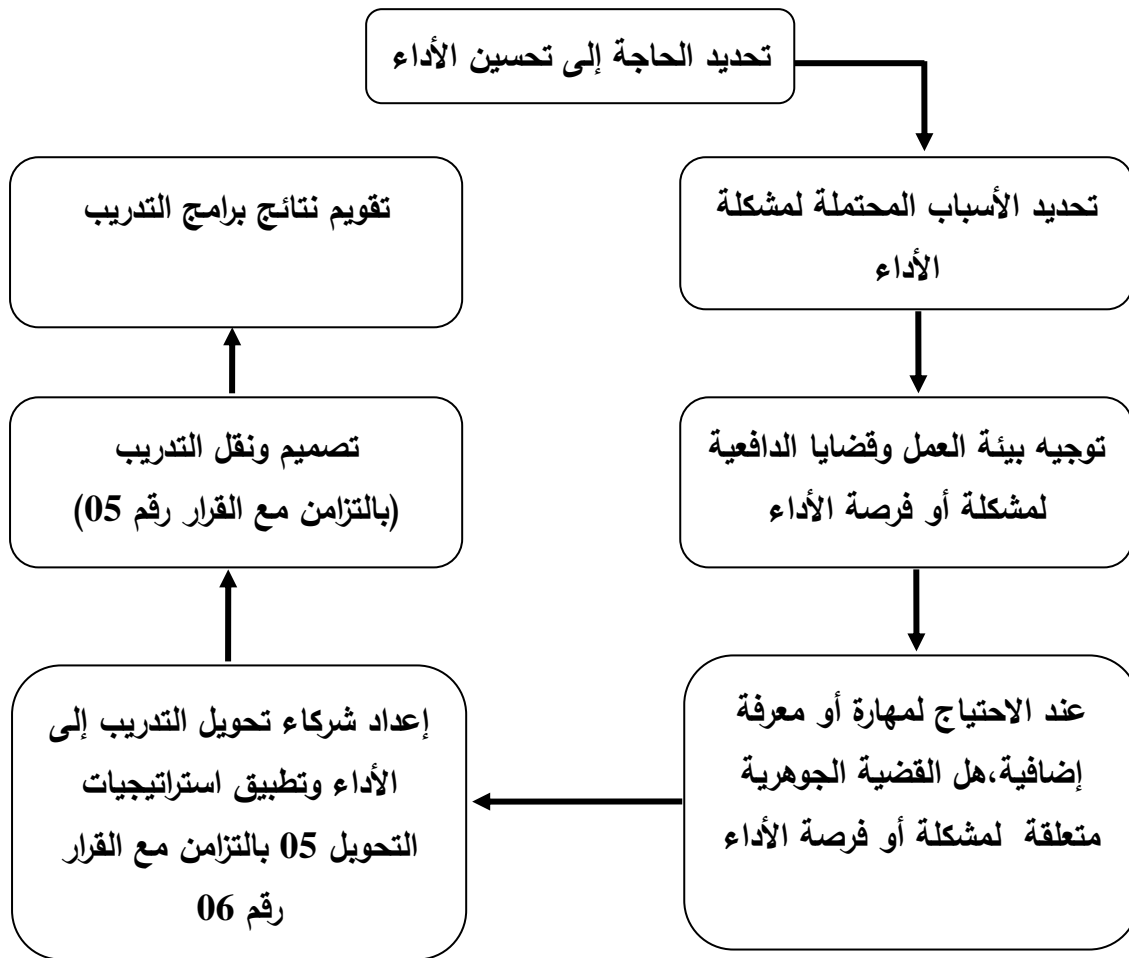 تحديد الحاجة إلى تحسين الأداء
تحديد الأسباب المحتملة لمشكلة
الأداء
توجيه بيئة العمل وقضايا الدافعية
لمشكلة أو فرصة الأداء
عند الاحتياج لمهارة أو معرفة
إضافية،هل القضية الجوهرية
متعلقة لمشكلة أو فرصة الأداء
إعداد شركاء تحويل التدريب إلى
الأداء وتطبيق استراتيجيات
التحوبل 05 بالتزامن مع القرار
رقم 06
تصميم ونقل التدريب
(بالتزامن مع القرار رقم 05)
تقويم نتائج برامج التدريب